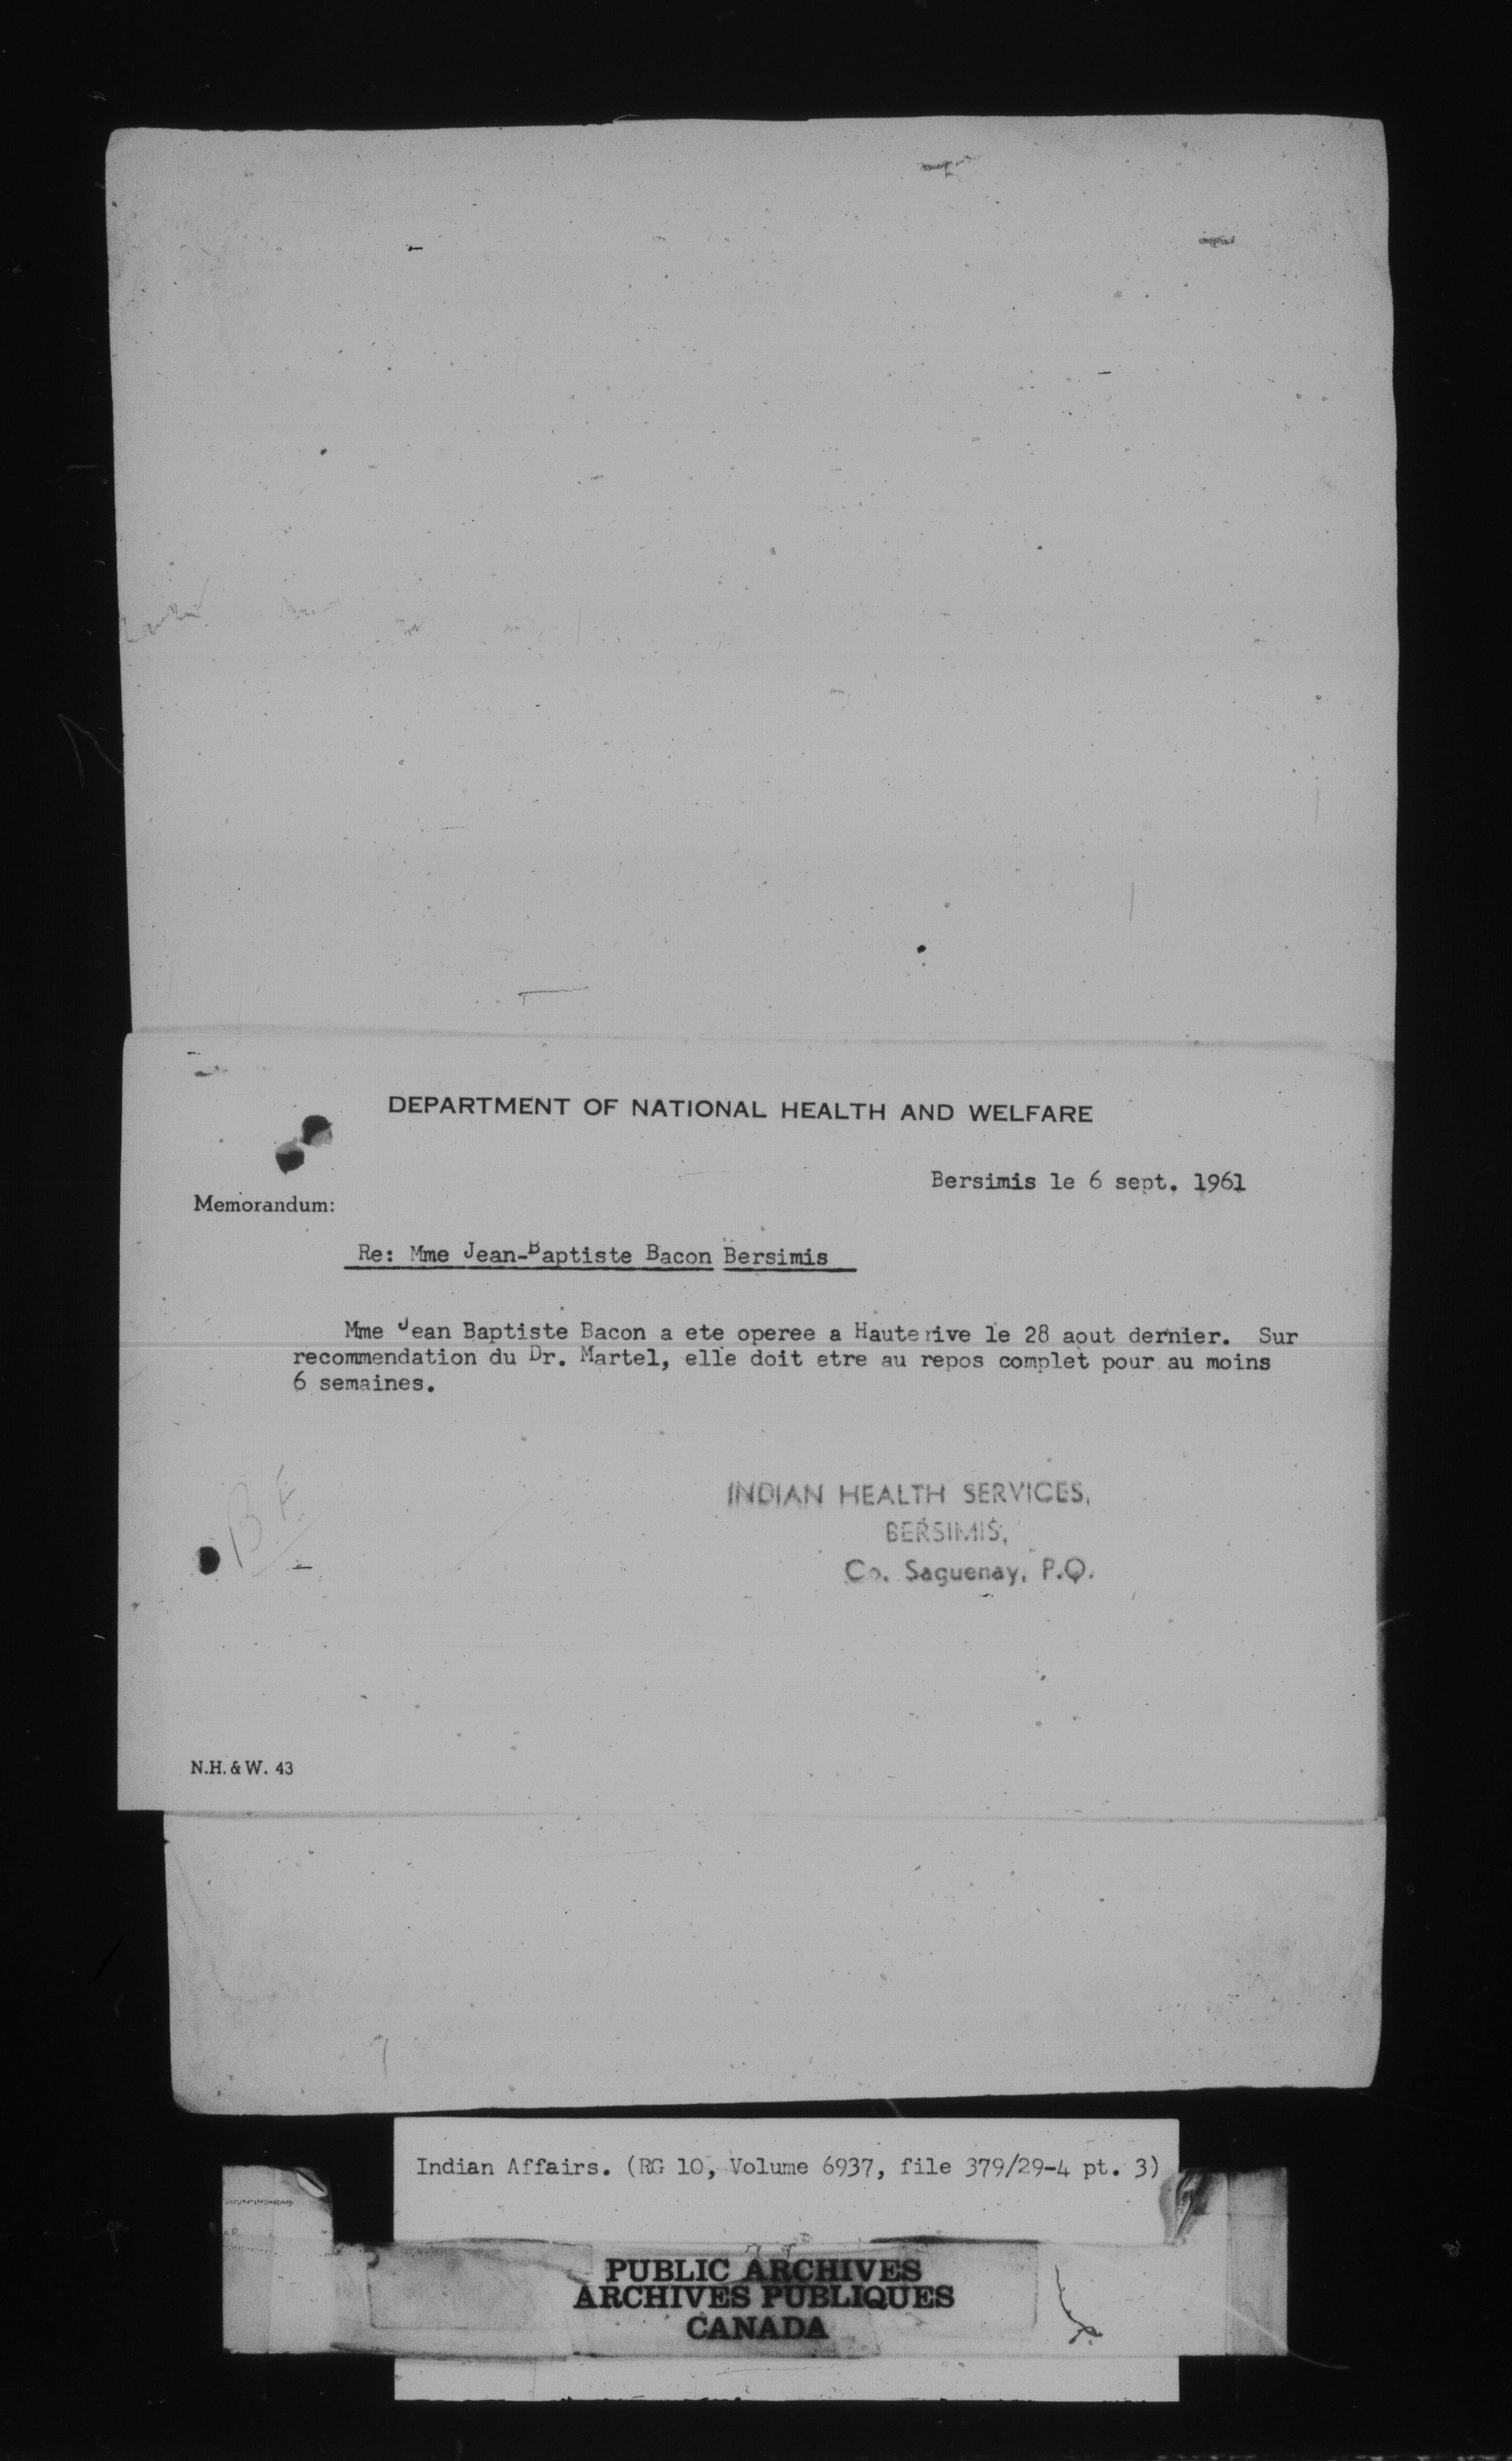 DEPARTMENT OF NATIONAL HEALTH AND WELFARE
Bersimis le 6 sept. 1961
Memorandum:
Re: Mme Jean-Baptiste Bacon Bersimis
Mme Jean Baptiste Bacon a ete operee a Hauterive le 28 aout dernier. Sur
recommendation du Dr. Martel, elle doit etre au repos complet pour au moins
6 semaines.
BF
INDIAN HEALTH SERVICES,
BERSIMIS,
Co. Saguenay, P.Q.
N.H. & W. 43
Indian Affairs. (RG 10, Volume 6937, file 379/29-4 pt. 3)
PUBLIC ARCHIVES
ARCHIVES PUBLIQUES
CANADA